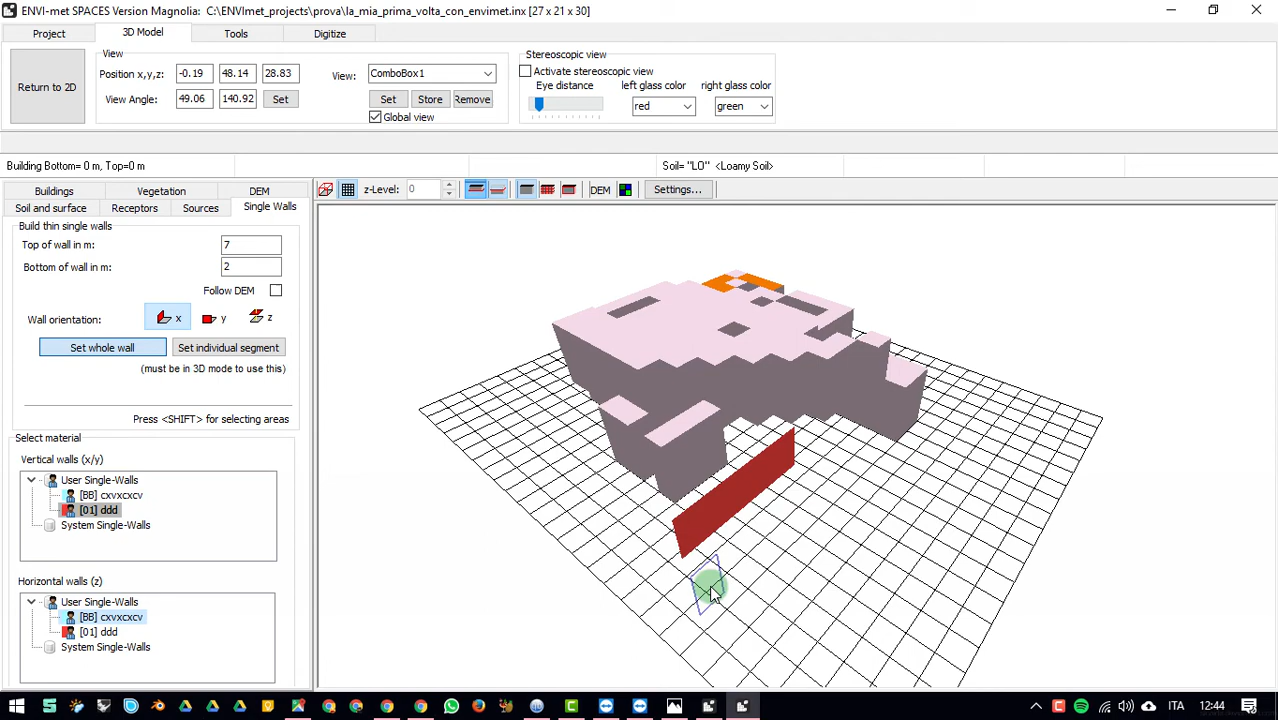 ENVI-met SPACES Version Magnolia C:\ENVImet_projects\prova\la_mia_prima_volta_con_envimet.inx [27 x 21 x 30]
Project 3D Model Tools Digitize
Return to 2D
View
Position x,y,z: -0.19 48.14 28.83
View Angle: 49.06 140.92 Set
View: ComboBox1
Set Store Remove
Global view
Stereoscopic view
Activate stereoscopic view
Eye distance left glass color right glass color
red green
Building Bottom= 0 m, Top=0 m Soil= "LO" <Loamy Soil>
Buildings Vegetation DEM
Soil and surface Receptors Sources Single Walls
z-Level: 0 DEM Settings...
Build thin single walls
Top of wall in m: 7
Bottom of wall in m: 2
Follow DEM
Wall orientation: x y z
Set whole wall Set individual segment
(must be in 3D mode to use this)
Press <SHIFT> for selecting areas
Select material
Vertical walls (x/y)
User Single-Walls
[BB] cxvxcxcv
[01] ddd
System Single-Walls
Horizontal walls (z)
User Single-Walls
[BB] cxvxcxcv
[01] ddd
System Single-Walls
ITA 12:44